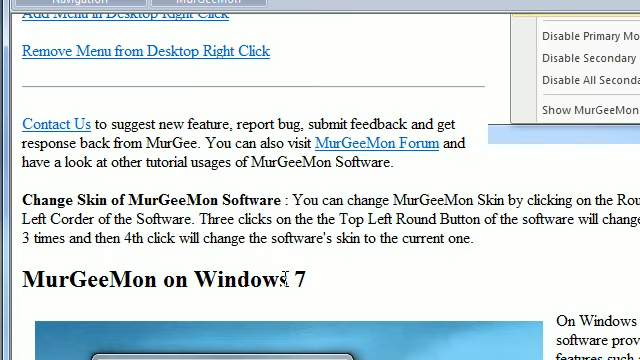 Navigation MurGeeMon
Add Menu in Desktop Right Click
Remove Menu from Desktop Right Click
Disable Primary Mo
Disable Secondary
Disable All Seconda
Show MurGeeMon
Contact Us to suggest new feature, report bug, submit feedback and get
response back from MurGee. You can also visit MurGeeMon Forum and
have a look at other tutorial usages of MurGeeMon Software.
Change Skin of MurGeeMon Software : You can change MurGeeMon Skin by clicking on the Rou
Left Corder of the Software. Three clicks on the the Top Left Round Button of the software will change
3 times and then 4th click will change the software's skin to the current one.
MurGeeMon on Windows 7
On Windows
software prov
features such